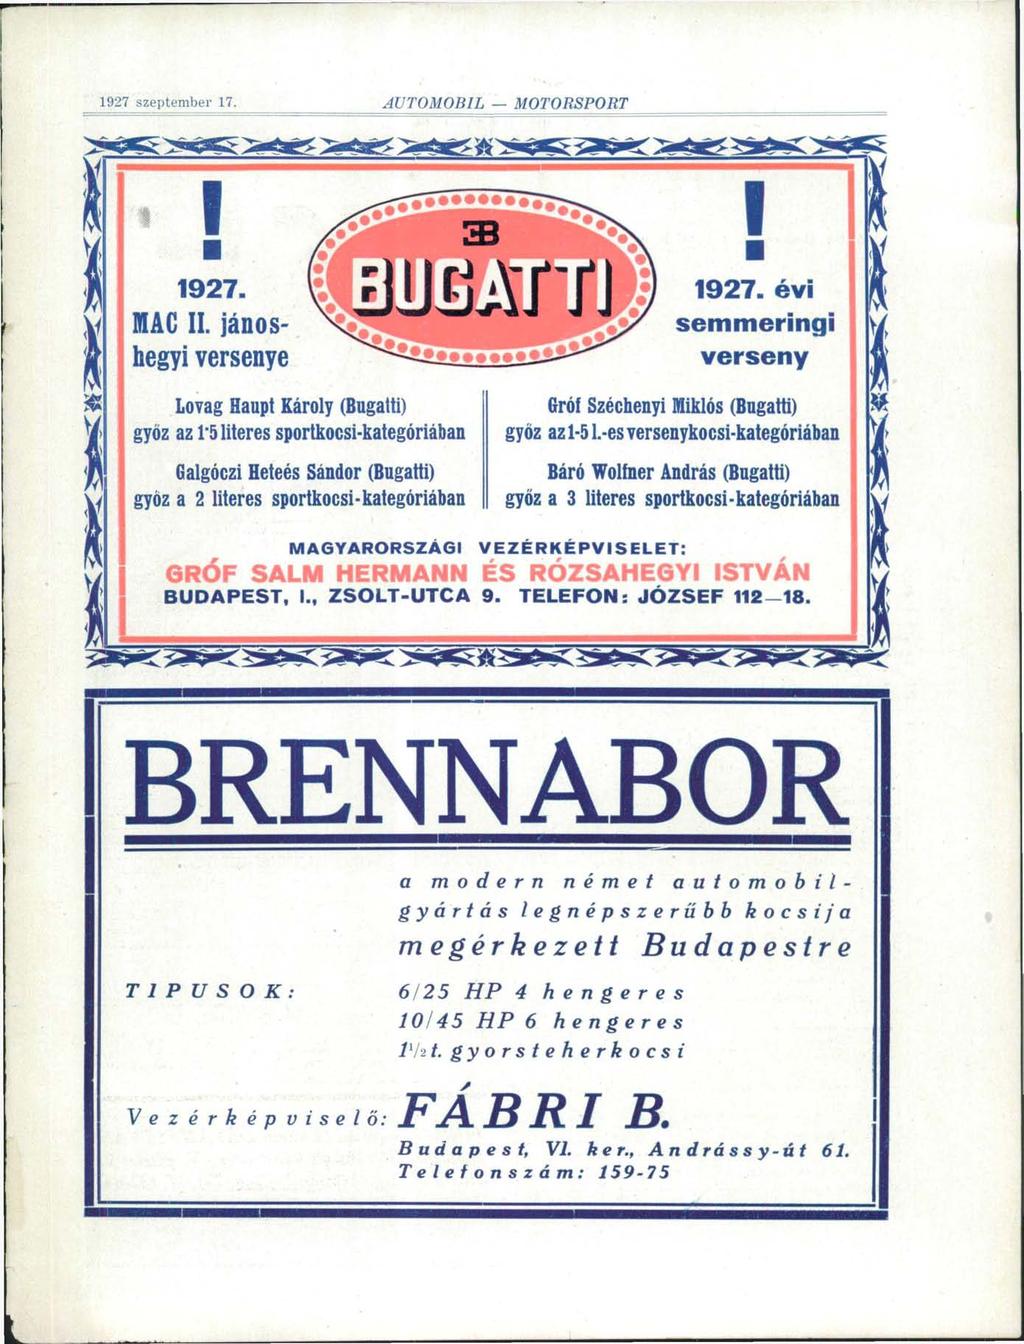 1927 szeptember 17. AUTOMOBIL — MOTORSPORT
!
1927.
MAC II. János-
hegyi versenye
EB
BUGATTI
!
1927. évi
semmeringi
verseny
Lovag Haupt Károly (Bugatti)
győz az 1·5 literes sportkocsi-kategóriában
Galgóczi Heteés Sándor (Bugatti)
győz a 2 literes sportkocsi-kategóriában
Gróf Széchenyi Miklós (Bugatti)
győz az 1-5 l.-es versenykocsi-kategóriában
Báró Wolfner András (Bugatti)
győz a 3 literes sportkocsi-kategóriában
MAGYARORSZÁGI VEZÉRKÉPVISELET:
GRÓF SALM HERMANN ÉS RÓZSAHEGYI ISTVÁN
BUDAPEST, I., ZSOLT-UTCA 9. TELEFON: JÓZSEF 112—18.
BRENNABOR
a modern német automobil-
gyártás legnépszerűbb kocsija
megérkezett Budapestre
TIPUSOK: 6/25 HP 4 hengeres
10/45 HP 6 hengeres
1½ t. gyorsteherkocsi
Vezérképviselő: FÁBRI B.
Budapest, VI. ker., Andrássy-út 61.
Telefonszám: 159-75